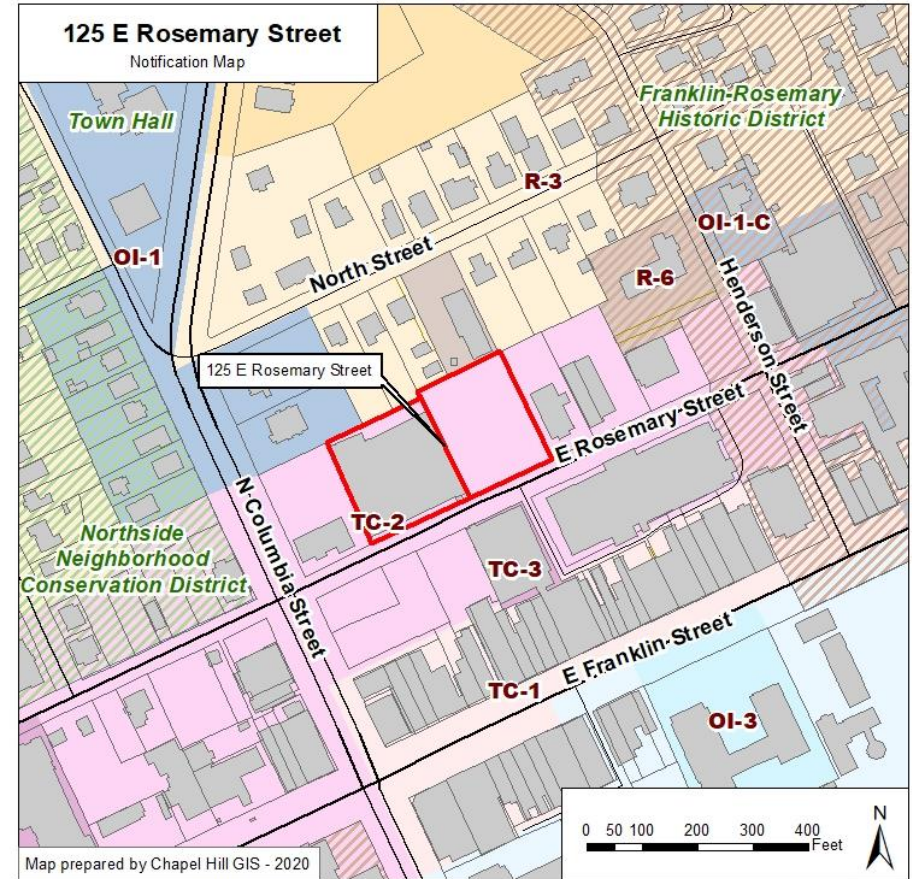 125 E Rosemary Street
Notification Map
Town Hall
Franklin-Rosemary
Historic District
R-3
OI-1-C
OI-1
North Street
R-6
Henderson Street
125 E Rosemary Street
E Rosemary Street
TC-2
N Columbia Street
Northside
Neighborhood
Conservation District
TC-3
E Franklin Street
TC-1
OI-3
N
0 50 100 200 300 400
Feet
Map prepared by Chapel Hill GIS - 2020